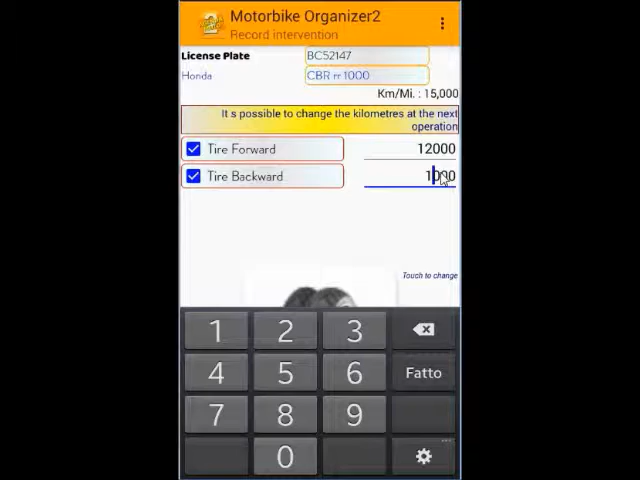 Motorbike Organizer2
Record intervention
License Plate BC52147
Honda CBR rr 1000
Km/Mi. : 15,000
It s possible to change the kilometres at the next
operation
Tire Forward 12000
Tire Backward 1000
Touch to change
1 2 3
4 5 6 Fatto
7 8 9
0